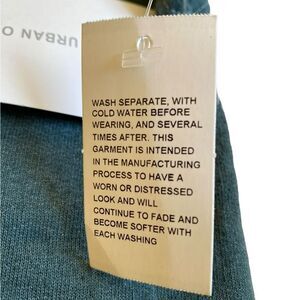 URBAN O
WASH SEPARATE, WITH
COLD WATER BEFORE
WEARING, AND SEVERAL
TIMES AFTER. THIS
GARMENT IS INTENDED
IN THE MANUFACTURING
PROCESS TO HAVE A
WORN OR DISTRESSED
LOOK AND WILL
CONTINUE TO FADE AND
BECOME SOFTER WITH
EACH WASHING